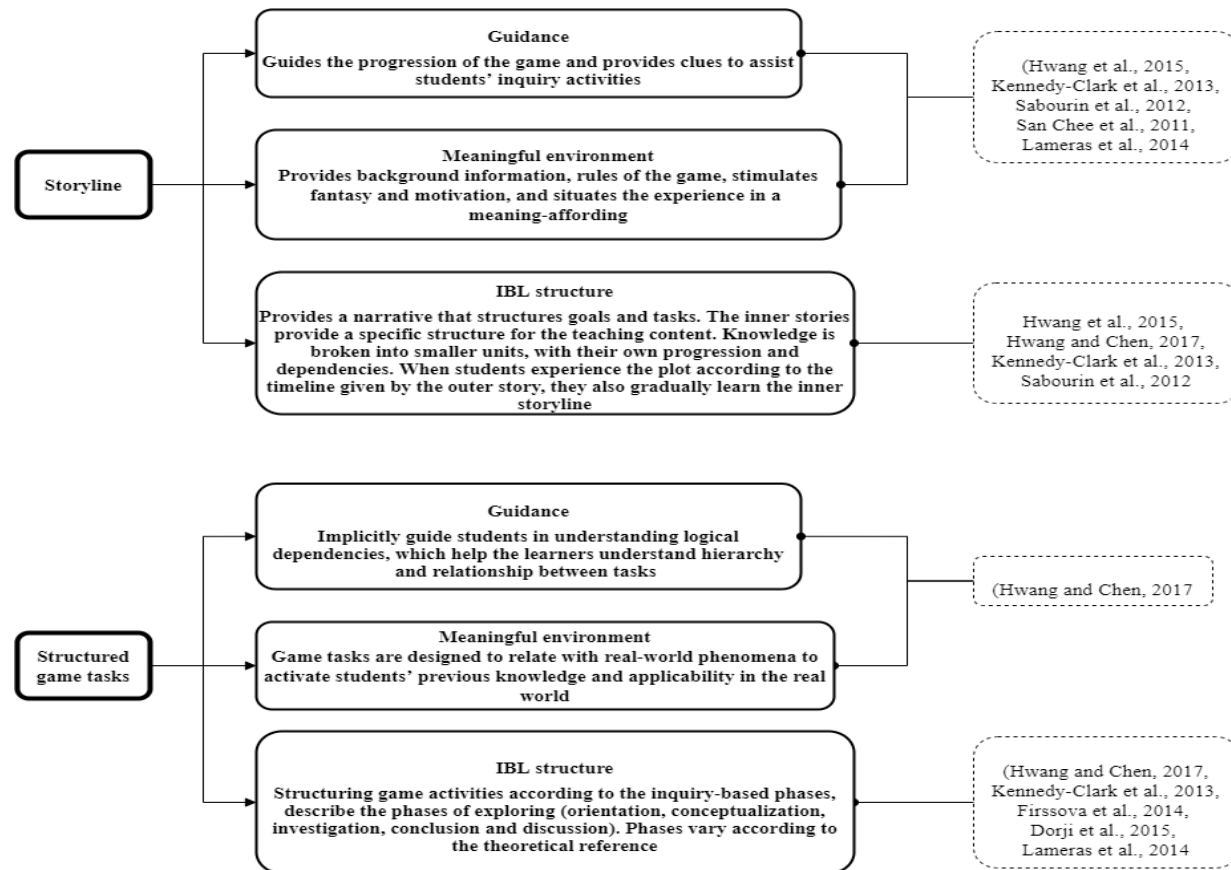 Guidance
Guides the progression of the game and provides clues to assist
students’ inquiry activities
(Hwang et al., 2015,
Kennedy-Clark et al., 2013,
Sabourin et al., 2012,
San Chee et al., 2011,
Lameras et al., 2014
Storyline
Meaningful environment
Provides background information, rules of the game, stimulates
fantasy and motivation, and situates the experience in a
meaning-affording
IBL structure
Provides a narrative that structures goals and tasks. The inner stories
provide a specific structure for the teaching content. Knowledge is
broken into smaller units, with their own progression and
dependencies. When students experience the plot according to the
timeline given by the outer story, they also gradually learn the inner
storyline
Hwang et al., 2015,
Hwang and Chen, 2017,
Kennedy-Clark et al., 2013,
Sabourin et al., 2012
Guidance
Implicitly guide students in understanding logical
dependencies, which help the learners understand hierarchy
and relationship between tasks
(Hwang and Chen, 2017
Structured
game tasks
Meaningful environment
Game tasks are designed to relate with real-world phenomena to
activate students’ previous knowledge and applicability in the real
world
IBL structure
Structuring game activities according to the inquiry-based phases,
describe the phases of exploring (orientation, conceptualization,
investigation, conclusion and discussion). Phases vary according to
the theoretical reference
(Hwang and Chen, 2017,
Kennedy-Clark et al., 2013,
Firssova et al., 2014,
Dorji et al., 2015,
Lameras et al., 2014